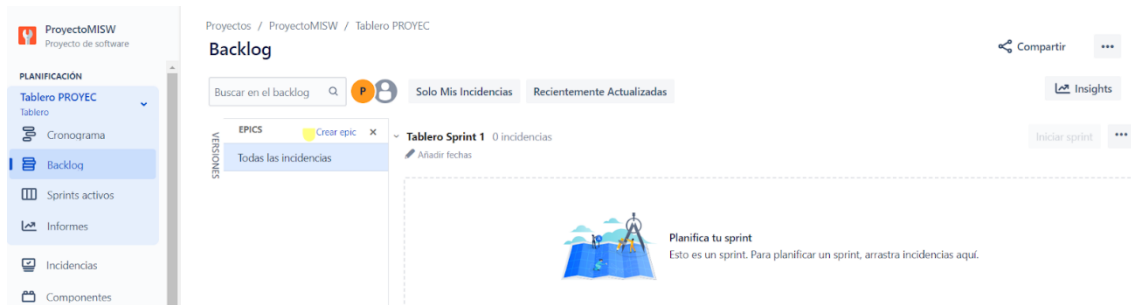 ProyectoMISW
Proyecto de software
PLANIFICACIÓN
Tablero PROYEC
Tablero
Cronograma
Backlog
Sprints activos
Informes
Incidencias
Componentes
Proyectos / ProyectoMISW / Tablero PROYEC
Backlog
Compartir
Buscar en el backlog
P
Solo Mis Incidencias
Recientemente Actualizadas
Insights
VERSIONES
EPICS
Crear epic
Todas las incidencias
Tablero Sprint 1 0 incidencias
Iniciar sprint
Añadir fechas
Planifica tu sprint
Esto es un sprint. Para planificar un sprint, arrastra incidencias aquí.